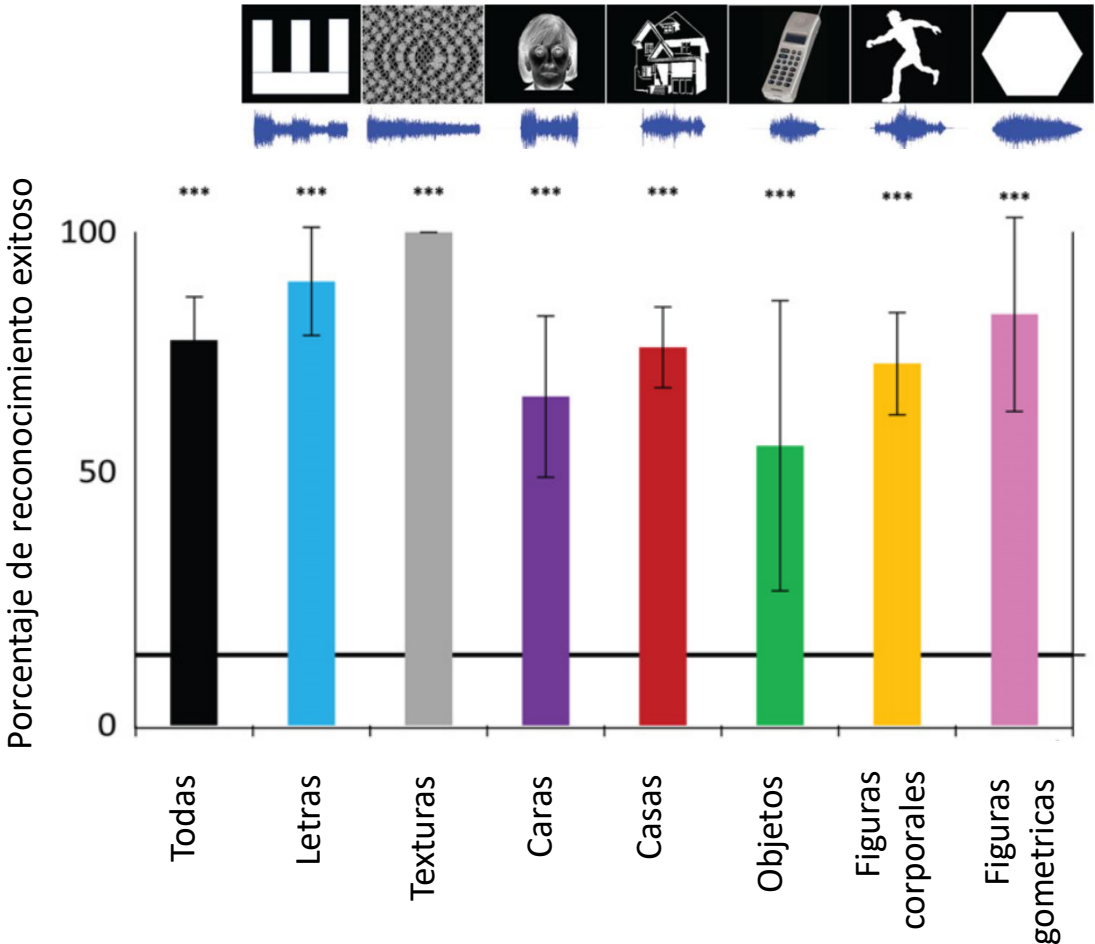 *** *** *** *** *** *** *** ***
Porcentaje de reconocimiento exitoso
100
50
0
Todas
Letras
Texturas
Caras
Casas
Objetos
Figuras
corporales
Figuras
gometricas